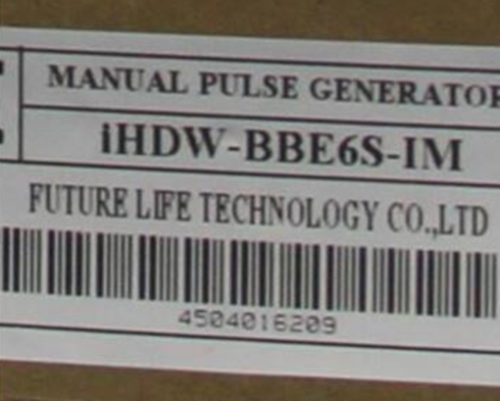 MANUAL PULSE GENERATOR
iHDW-BBE6S-IM
FUTURE LIFE TECHNOLOGY CO.,LTD
4504016209